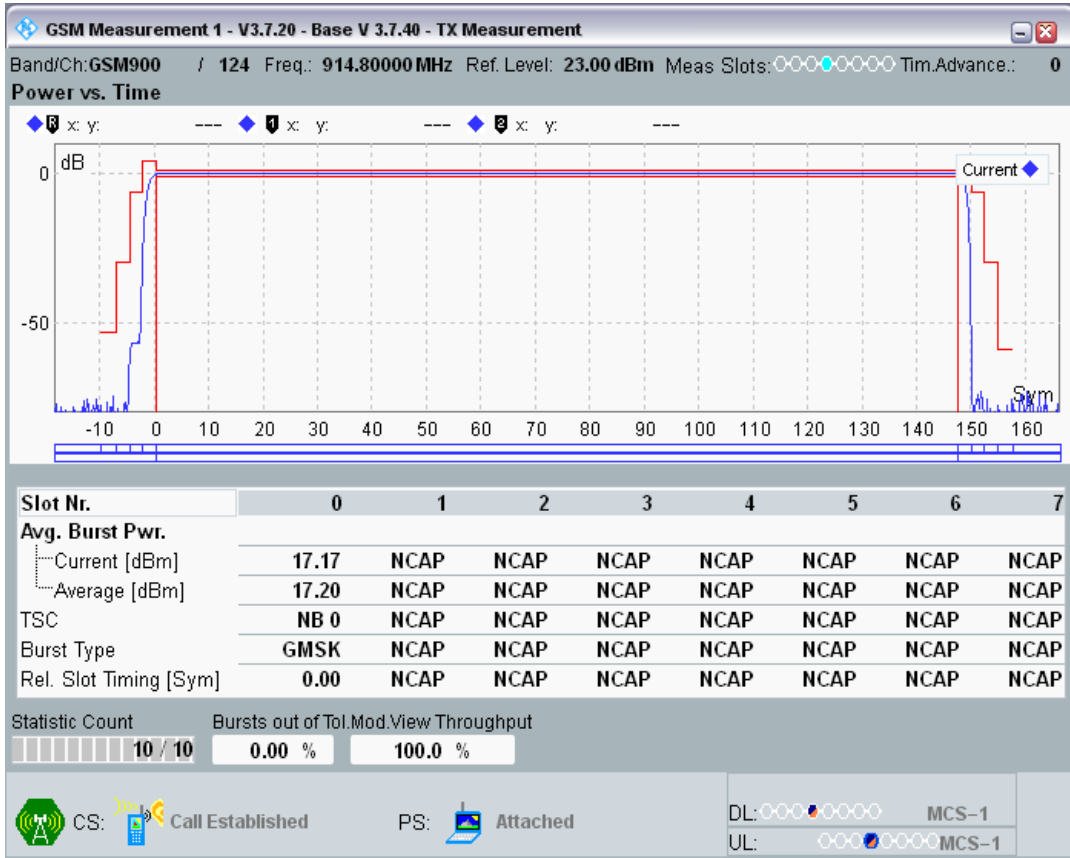 GSM Measurement 1 - V3.7.20 - Base V 3.7.40 - TX Measurement
Band/Ch:GSM900 / 124 Freq.: 914.80000 MHz Ref. Level: 23.00 dBm Meas Slots: Tim.Advance.: 0
Power vs. Time
R x: y: --- 1 x: y: --- 2 x: y: ---
dB
Current
0
-50
Sym
-10 0 10 20 30 40 50 60 70 80 90 100 110 120 130 140 150 160
Slot Nr. 0 1 2 3 4 5 6 7
Avg. Burst Pwr.
Current [dBm] 17.17 NCAP NCAP NCAP NCAP NCAP NCAP NCAP
Average [dBm] 17.20 NCAP NCAP NCAP NCAP NCAP NCAP NCAP
TSC NB 0 NCAP NCAP NCAP NCAP NCAP NCAP NCAP
Burst Type GMSK NCAP NCAP NCAP NCAP NCAP NCAP NCAP
Rel. Slot Timing [Sym] 0.00 NCAP NCAP NCAP NCAP NCAP NCAP NCAP
Statistic Count Bursts out of Tol.Mod.View Throughput
10 / 10 0.00 % 100.0 %
CS: Call Established PS: Attached
DL: MCS-1
UL: MCS-1